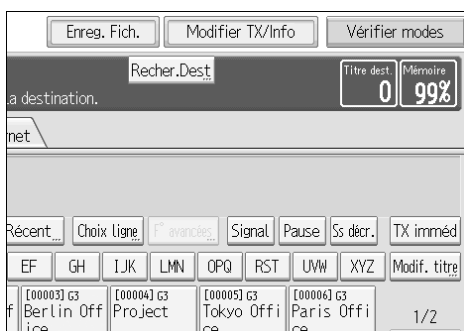 Enreg. Fich. Modifier TX/Info Vérifier modes
Recher.Dest. Titre dest. Mémoire
a destination. 0 99%
rnet
Récent Choix ligne F° avancées Signal Pause Ss décr. TX imméd
EF GH IJK LMN OPQ RST UVW XYZ Modif. titre
[00003] G3 [00004] G3 [00005] G3 [00006] G3
f Berlin Off Project Tokyo Offi Paris Offi 1/2
ice ce ce